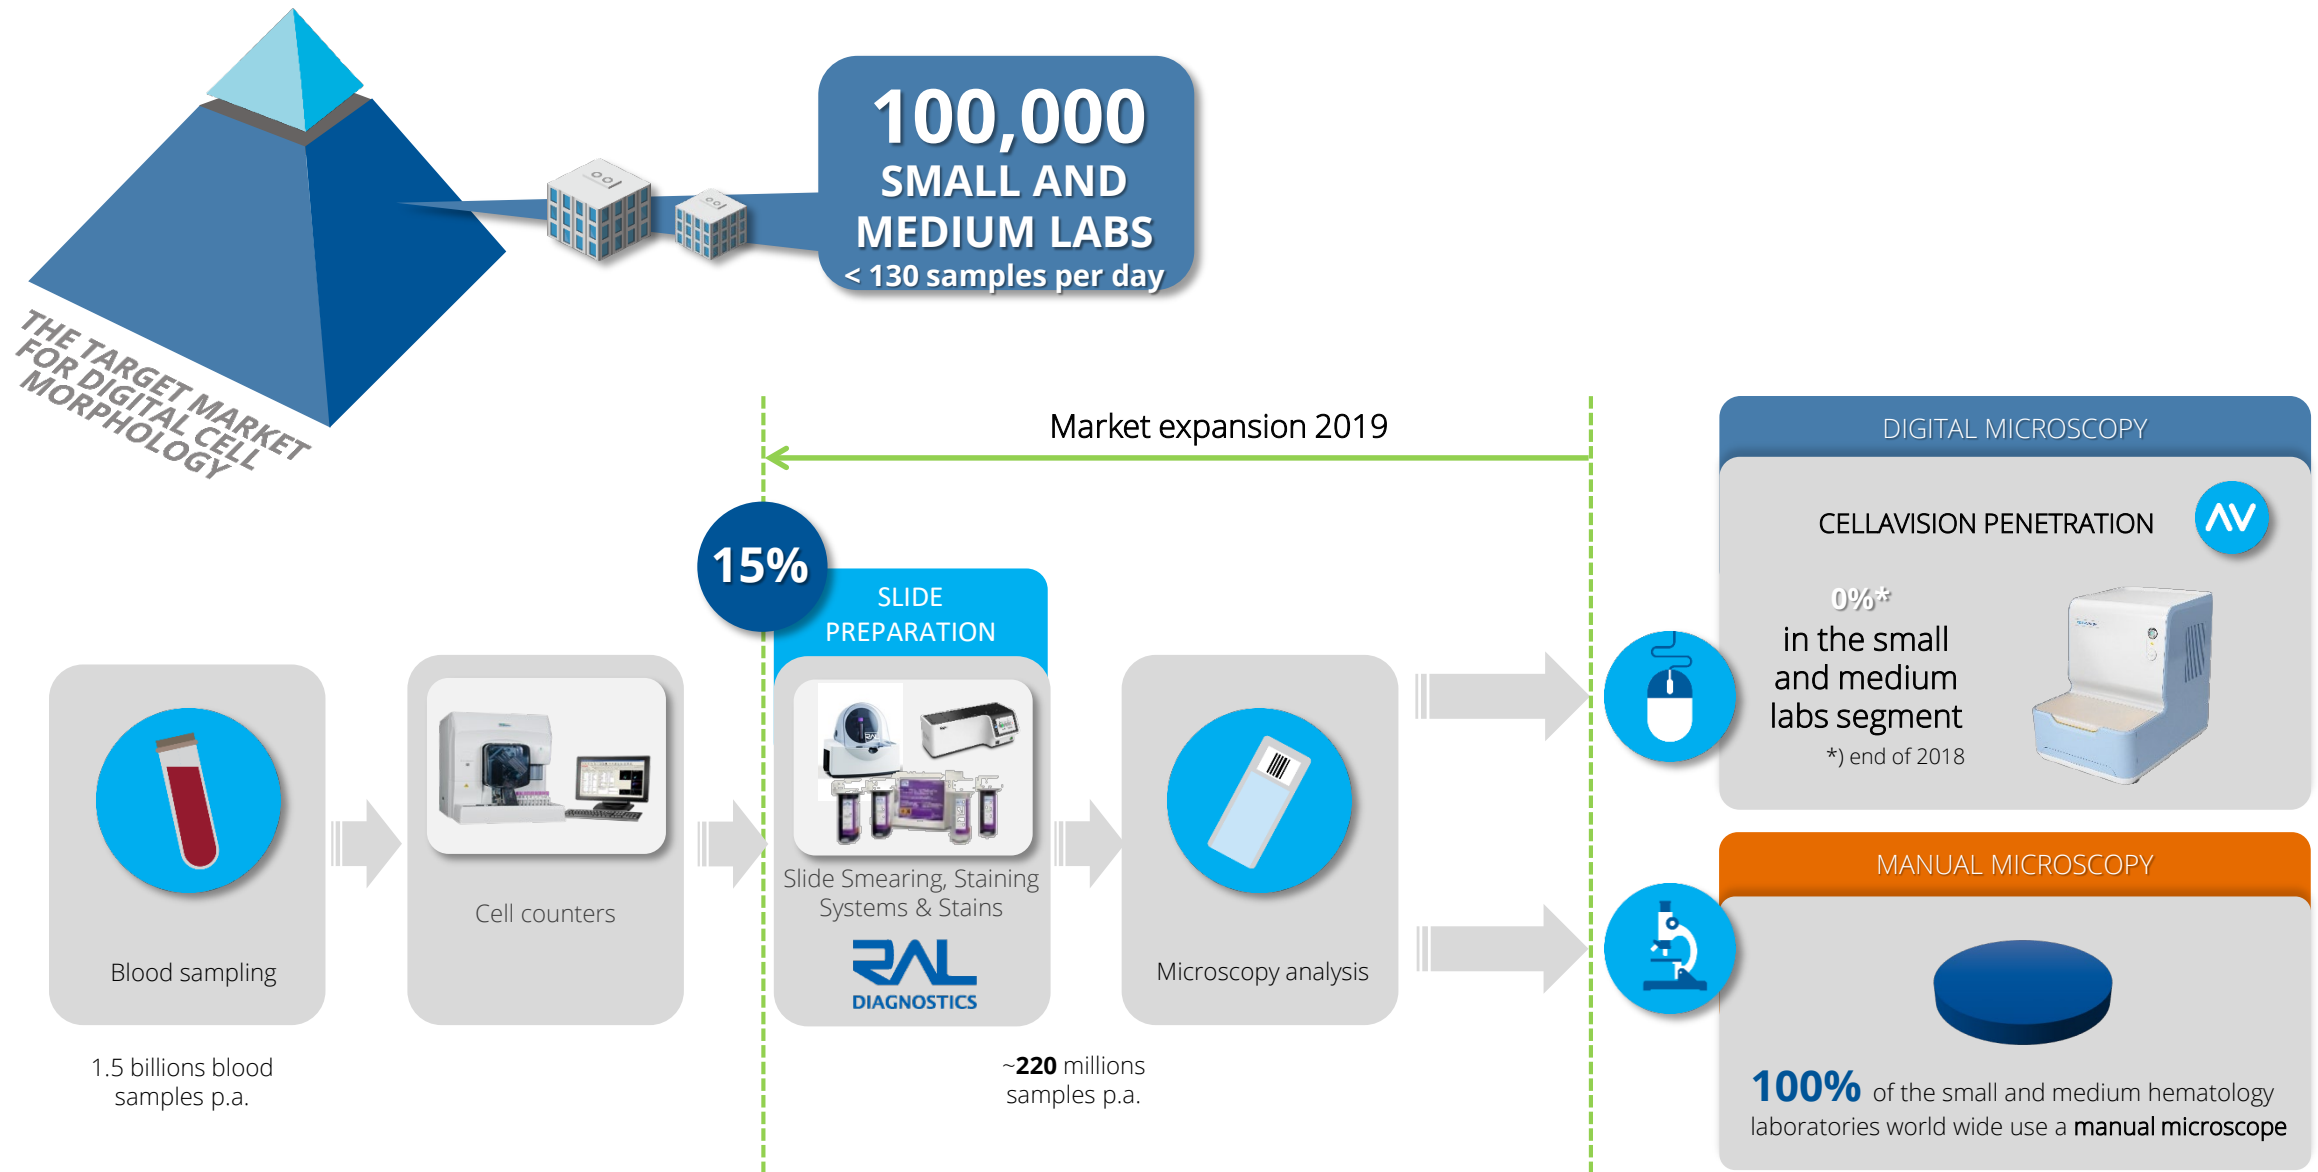 100,000
SMALL AND
MEDIUM LABS
< 130 samples per day
THE TARGET MARKET
FOR DIGITAL CELL
MORPHOLOGY
Market expansion 2019
15%
SLIDE
PREPARATION
Blood sampling
1.5 billions blood
samples p.a.
Cell counters
Slide Smearing, Staining
Systems & Stains
RAL
DIAGNOSTICS
~220 millions
samples p.a.
Microscopy analysis
DIGITAL MICROSCOPY
CELLAVISION PENETRATION
0%*
in the small
and medium
labs segment
*) end of 2018
MANUAL MICROSCOPY
100% of the small and medium hematology
laboratories world wide use a manual microscope